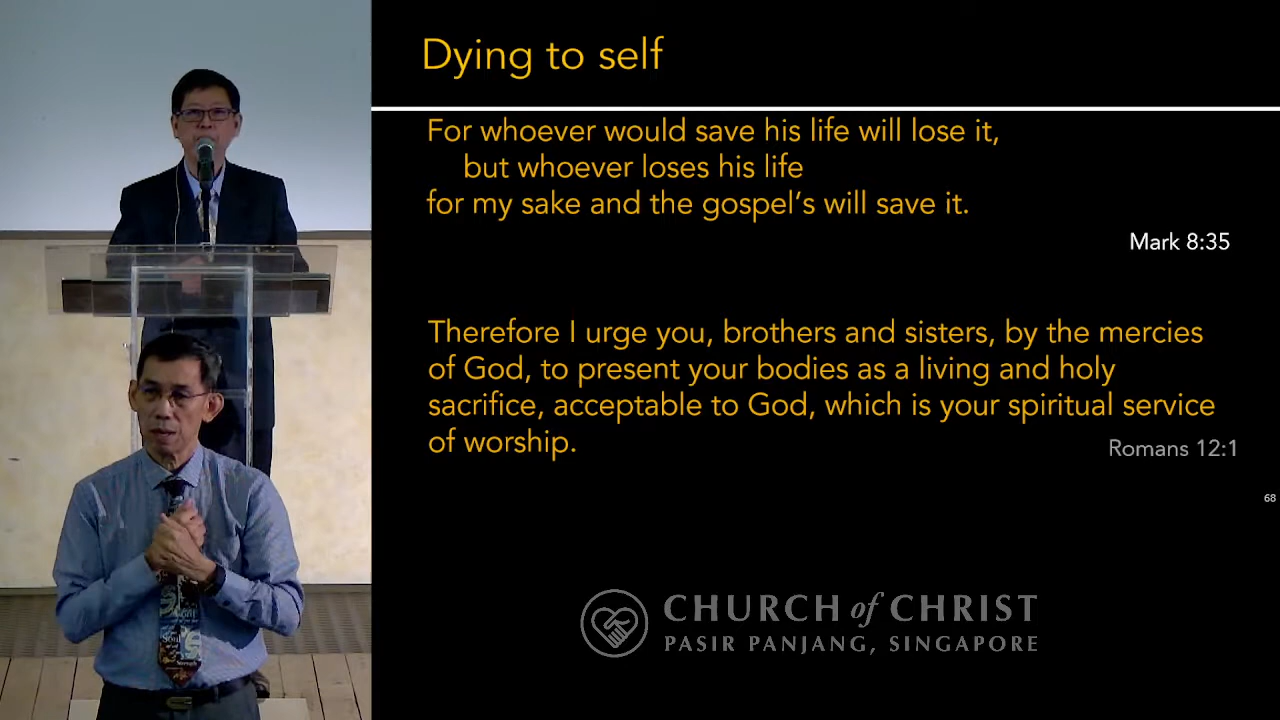 Dying to self
For whoever would save his life will lose it,
but whoever loses his life
for my sake and the gospel’s will save it.
Mark 8:35
Therefore I urge you, brothers and sisters, by the mercies
of God, to present your bodies as a living and holy
sacrifice, acceptable to God, which is your spiritual service
of worship.
Romans 12:1
68
CHURCH of CHRIST
PASIR PANJANG, SINGAPORE
Soul
Strength